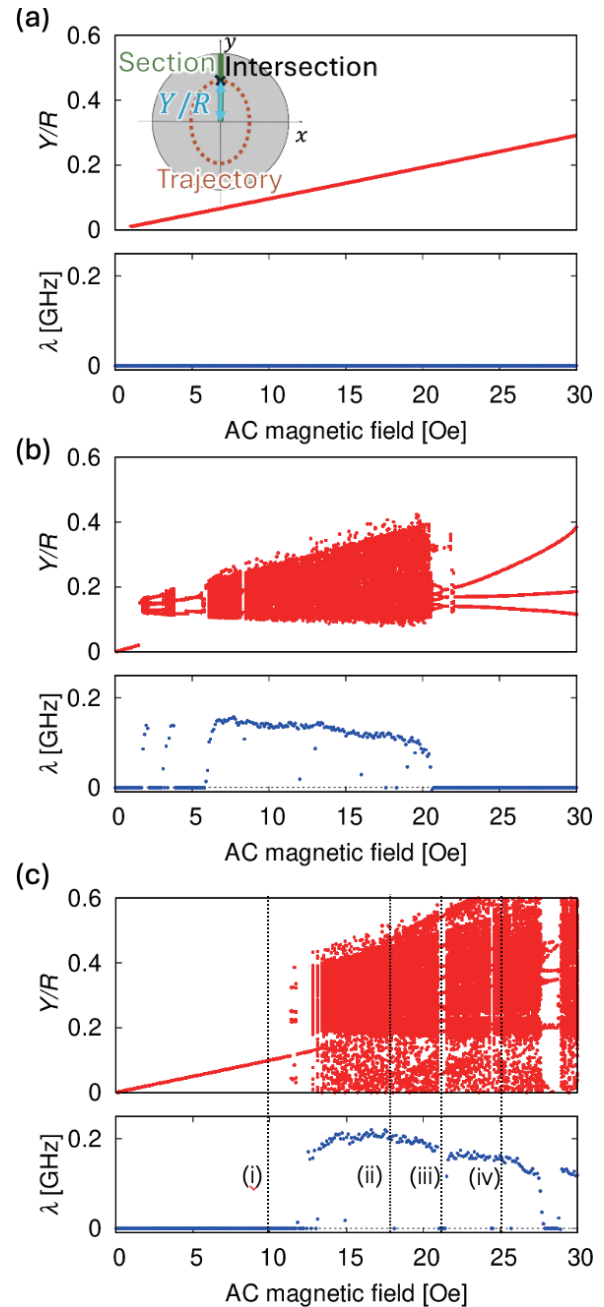 (a)
0.6
0.4
0.2
0
Y/R
y
Section
Intersection
Y/R
x
Trajectory
0.2
0
λ [GHz]
0 5 10 15 20 25 30
AC magnetic field [Oe]
(b)
0.6
0.4
0.2
0
Y/R
0.2
0
λ [GHz]
0 5 10 15 20 25 30
AC magnetic field [Oe]
(c)
0.6
0.4
0.2
0
Y/R
0.2
0
λ [GHz]
(i) (ii) (iii) (iv)
0 5 10 15 20 25 30
AC magnetic field [Oe]